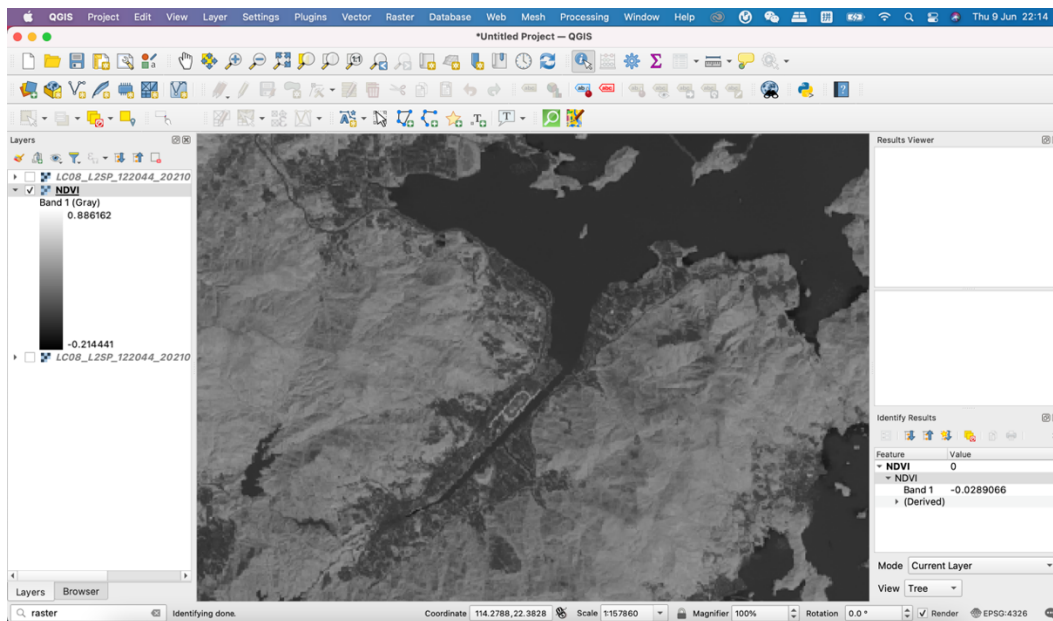 QGIS Project Edit View Layer Settings Plugins Vector Raster Database Web Mesh Processing Window Help 拼 Thu 9 Jun 22:14
*Untitled Project — QGIS
Layers
LC08_L2SP_122044_20210
NDVI
Band 1 (Gray)
0.886162
-0.214441
LC08_L2SP_122044_20210
Layers Browser
Results Viewer
Identify Results
Feature Value
NDVI 0
NDVI
Band 1 -0.0289066
(Derived)
Mode Current Layer
View Tree
raster Identifying done. Coordinate 114.2788,22.3828 Scale 1:157860 Magnifier 100% Rotation 0.0 ° Render EPSG:4326